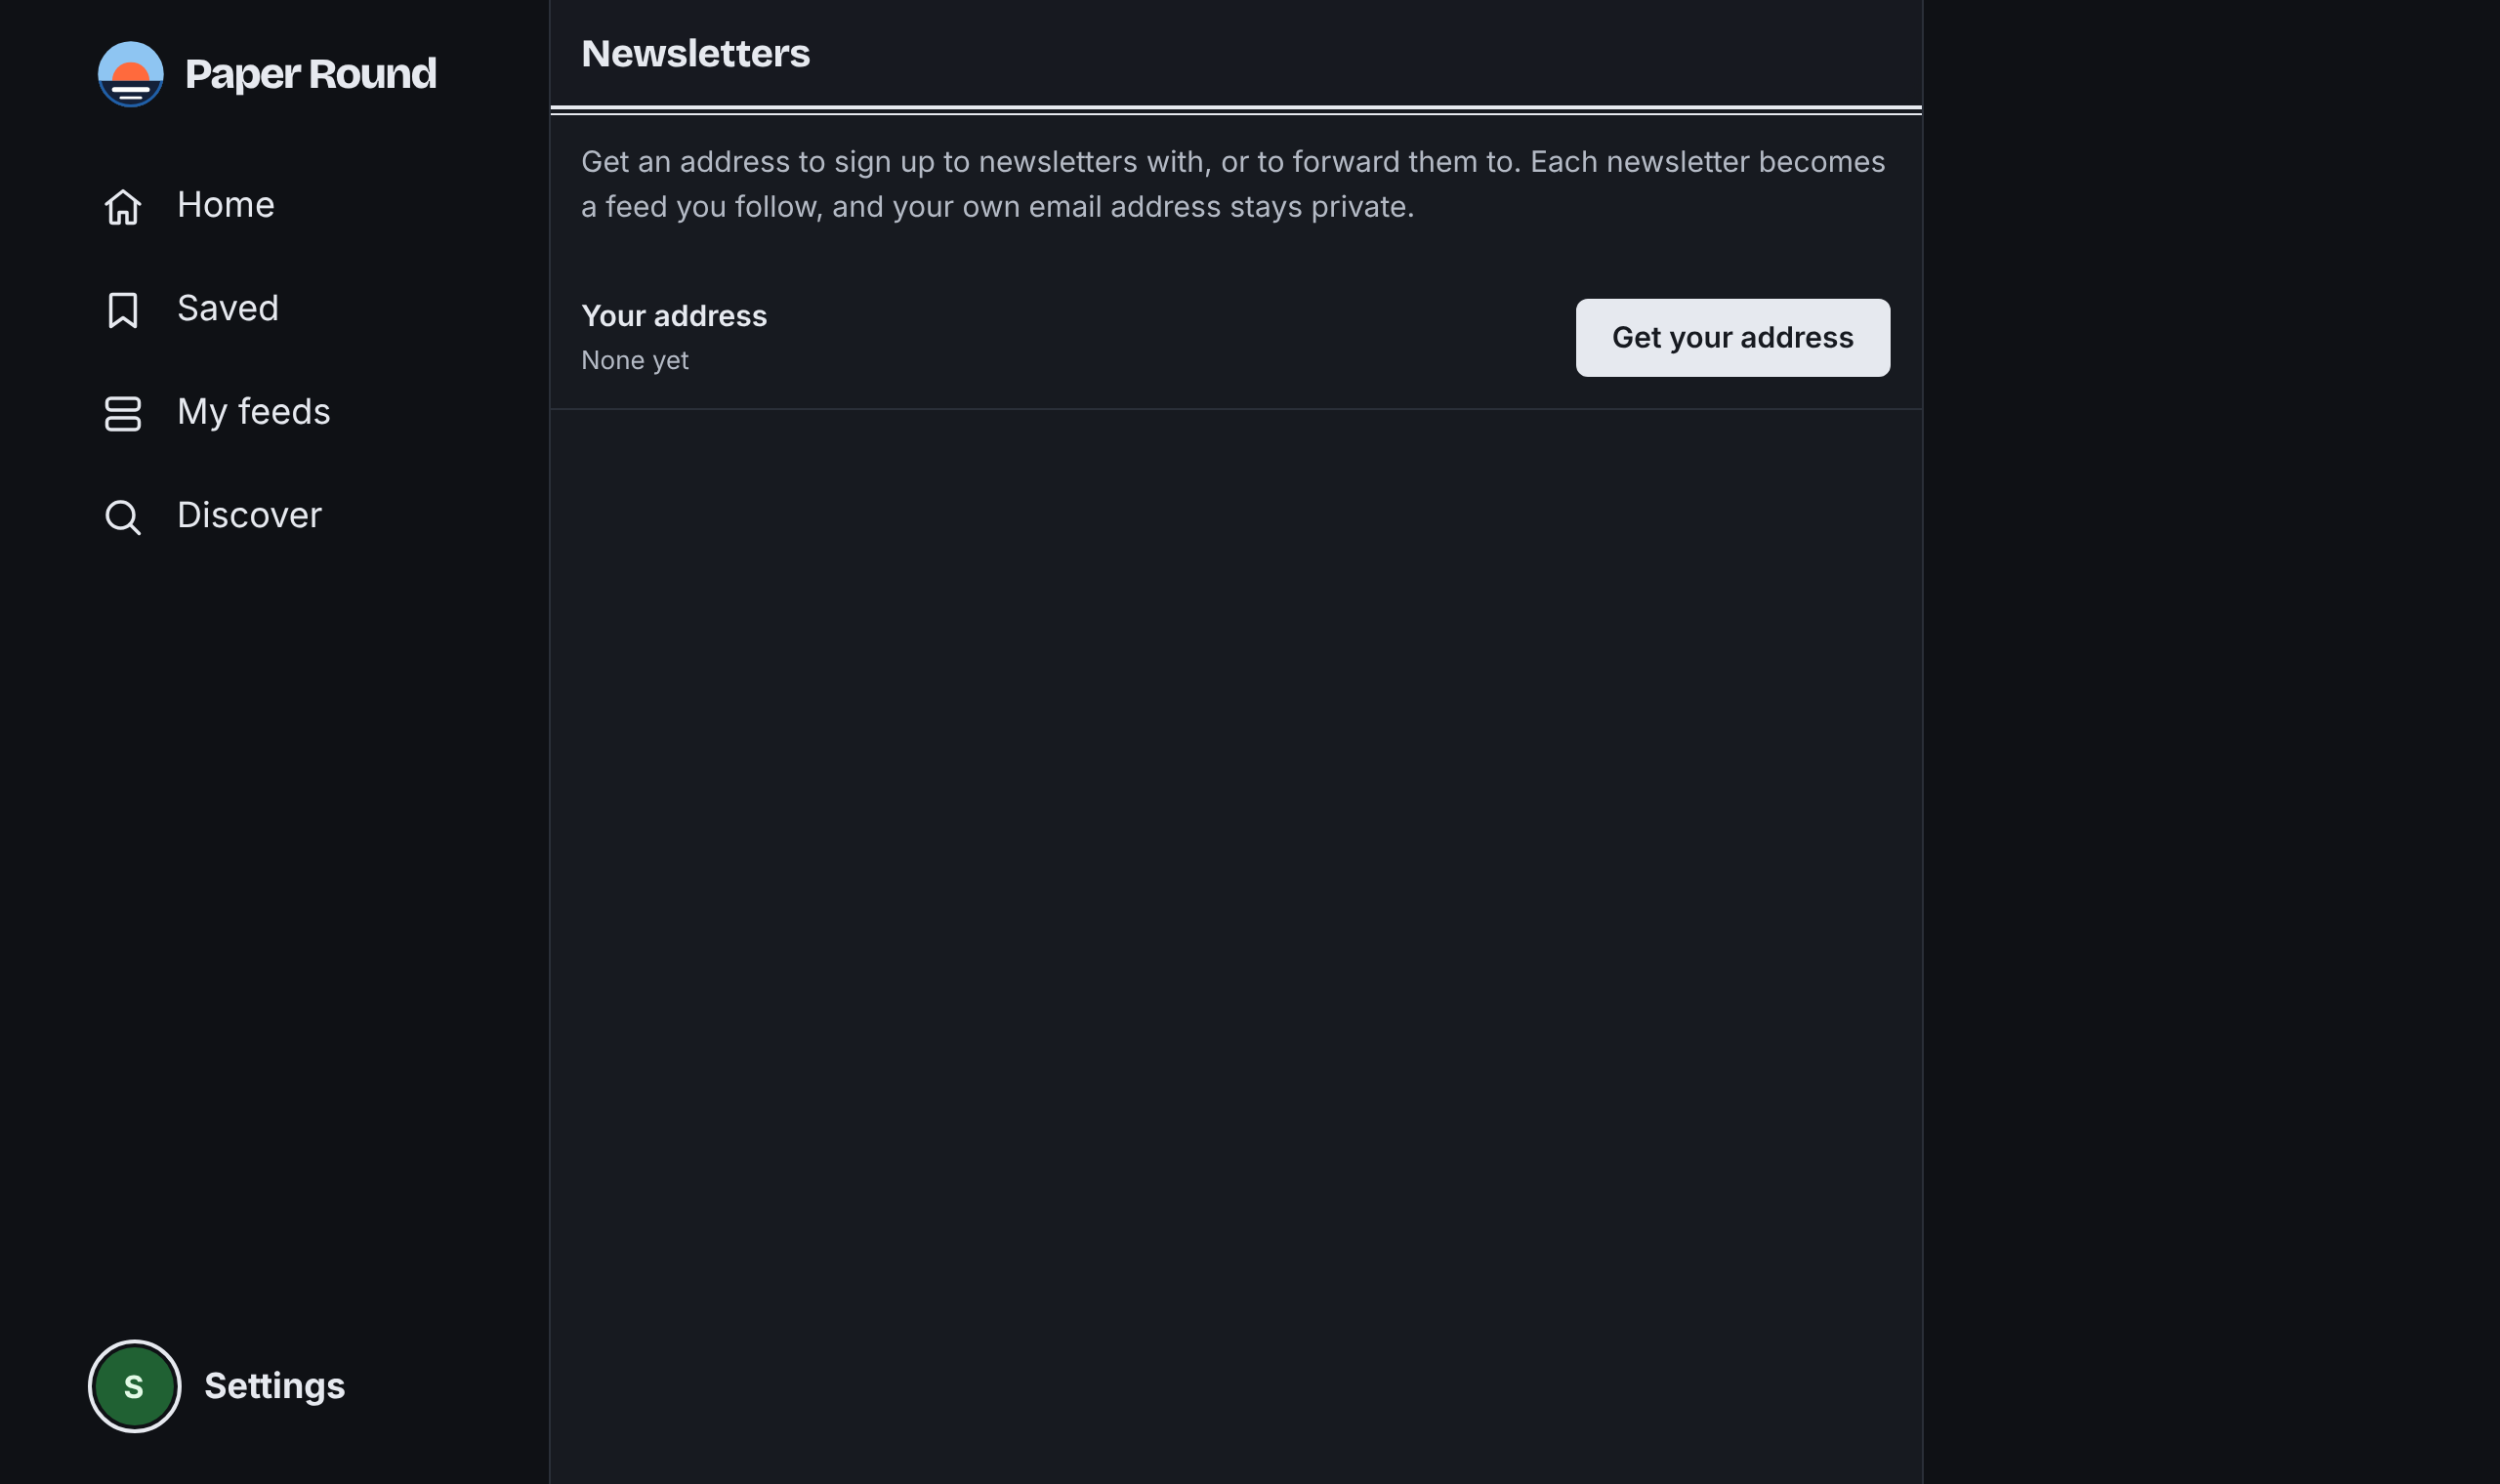 Paper Round
Home
Saved
My feeds
Discover
S
Settings
Newsletters
Get an address to sign up to newsletters with, or to forward them to. Each newsletter becomes
a feed you follow, and your own email address stays private.
Your address
None yet
Get your address